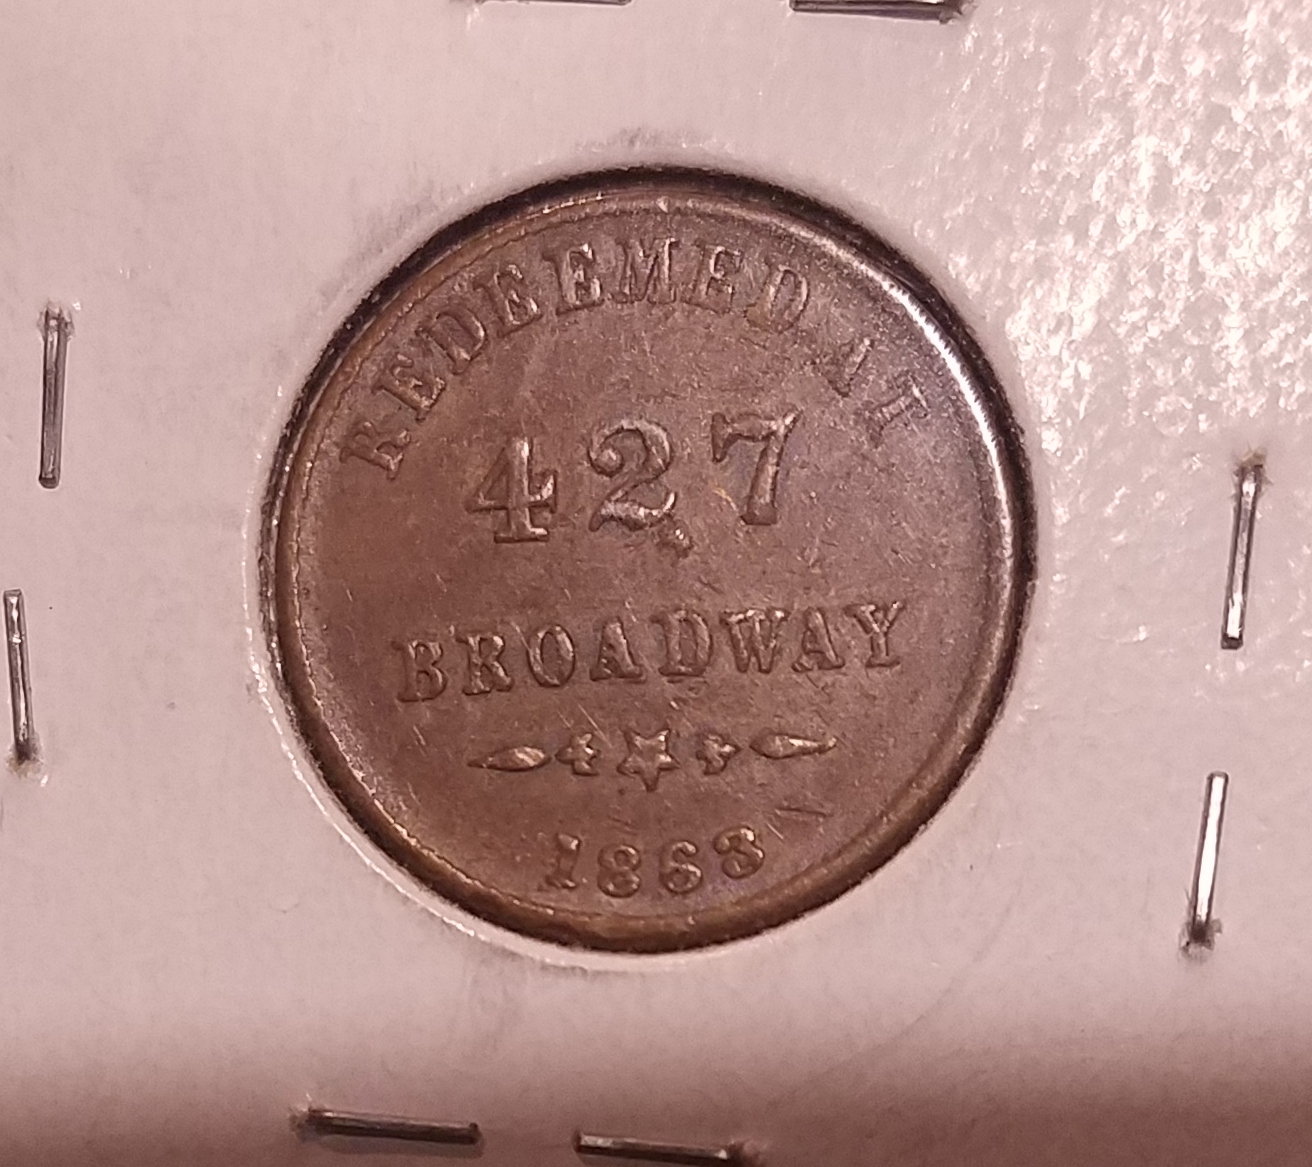 REDEEMED AT
427
BROADWAY
1863